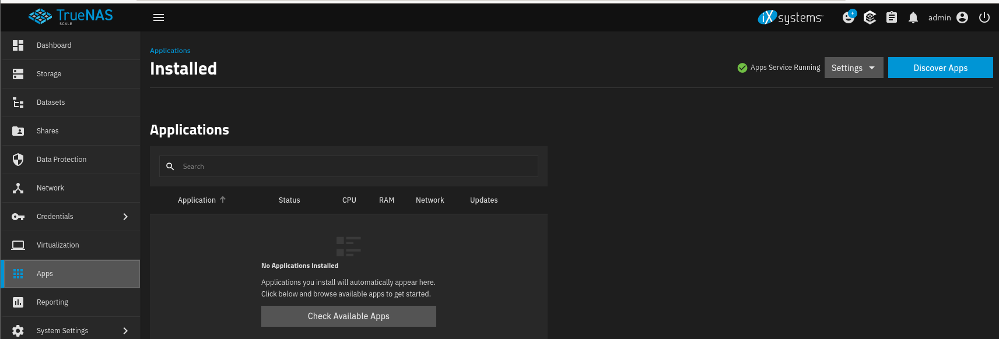 TrueNAS
SCALE
iXsystems
admin
Dashboard
Storage
Datasets
Shares
Data Protection
Network
Credentials
Virtualization
Apps
Reporting
System Settings
Applications
Installed
Apps Service Running
Settings
Discover Apps
Applications
Search
Application Status CPU RAM Network Updates
No Applications Installed
Applications you install will automatically appear here.
Click below and browse available apps to get started.
Check Available Apps